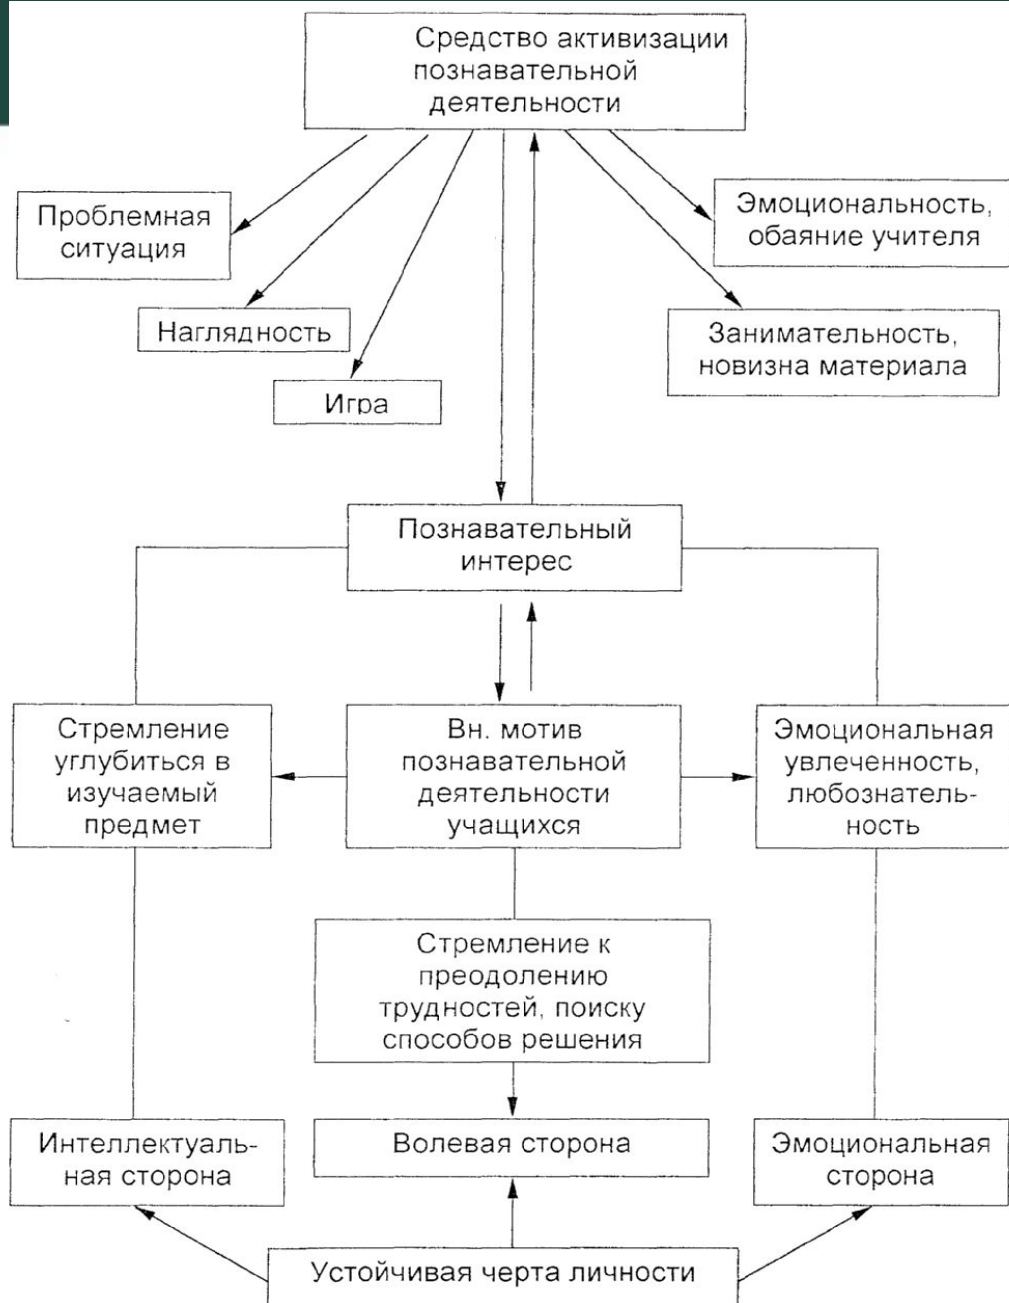 Средство активизации
познавательной
деятельности
Проблемная
ситуация
Эмоциональность,
обаяние учителя
Наглядность
Занимательность,
новизна материала
Игра
Познавательный
интерес
Стремление
углубиться в
изучаемый
предмет
Вн. мотив
познавательной
деятельности
учащихся
Эмоциональная
увлеченность,
любознатель-
ность
Стремление к
преодолению
трудностей, поиску
способов решения
Интеллектуаль-
ная сторона
Волевая сторона
Эмоциональная
сторона
Устойчивая черта личности